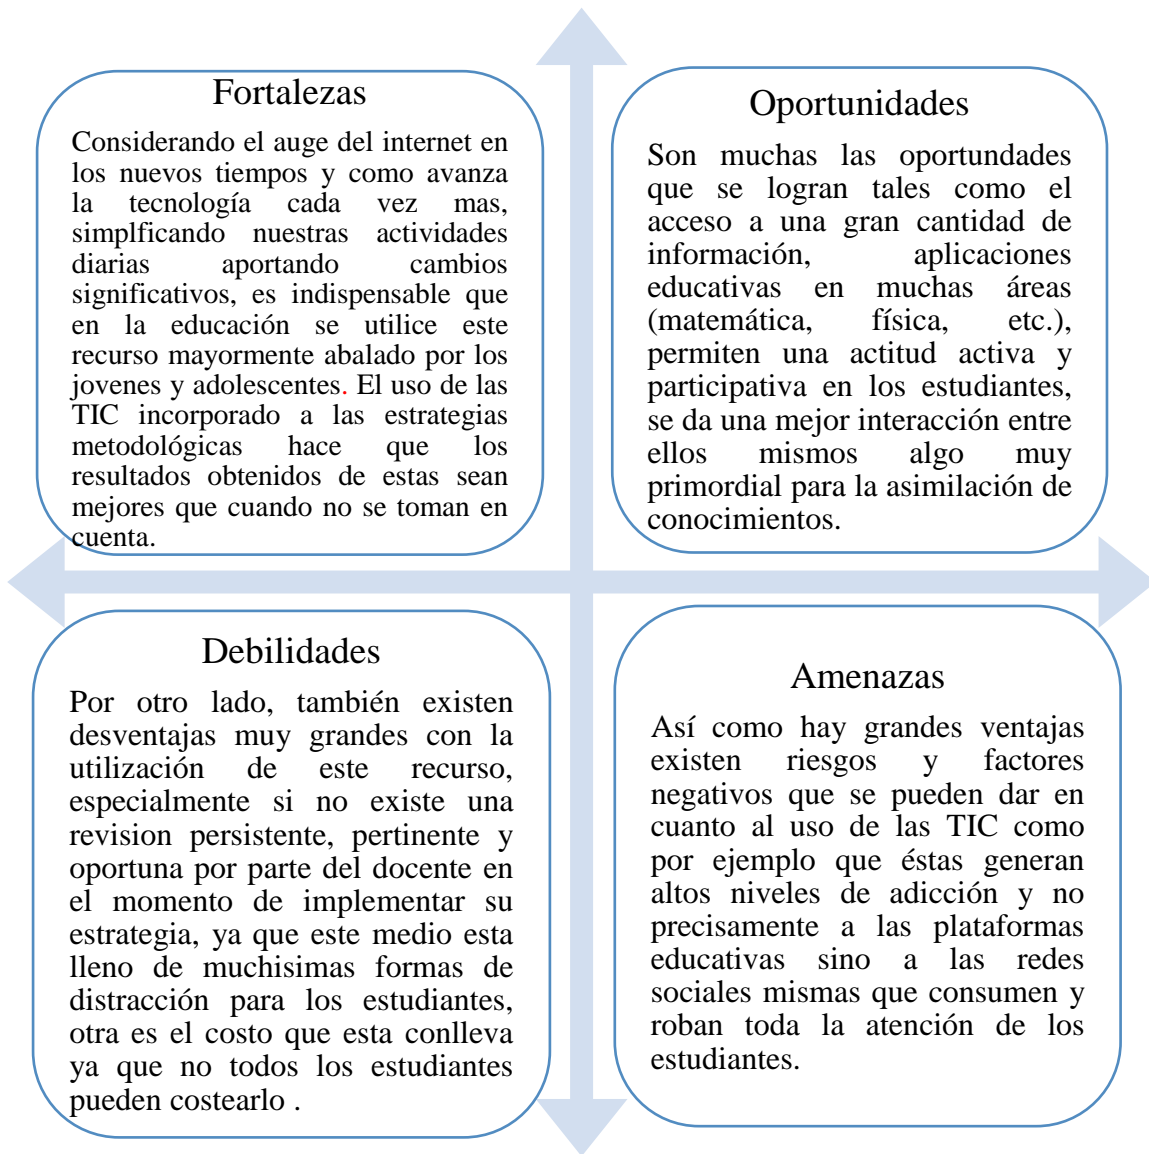 Fortalezas
Considerando el auge del internet en
los nuevos tiempos y como avanza
la tecnología cada vez mas,
simplficando nuestras actividades
diarias aportando cambios
significativos, es indispensable que
en la educación se utilice este
recurso mayormente abalado por los
jovenes y adolescentes. El uso de las
TIC incorporado a las estrategias
metodológicas hace que los
resultados obtenidos de estas sean
mejores que cuando no se toman en
cuenta.
Oportunidades
Son muchas las oportundades
que se logran tales como el
acceso a una gran cantidad de
información, aplicaciones
educativas en muchas áreas
(matemática, física, etc.),
permiten una actitud activa y
participativa en los estudiantes,
se da una mejor interacción entre
ellos mismos algo muy
primordial para la asimilación de
conocimientos.
Debilidades
Por otro lado, también existen
desventajas muy grandes con la
utilización de este recurso,
especialmente si no existe una
revision persistente, pertinente y
oportuna por parte del docente en
el momento de implementar su
estrategia, ya que este medio esta
lleno de muchisimas formas de
distracción para los estudiantes,
otra es el costo que esta conlleva
ya que no todos los estudiantes
pueden costearlo .
Amenazas
Así como hay grandes ventajas
existen riesgos y factores
negativos que se pueden dar en
cuanto al uso de las TIC como
por ejemplo que éstas generan
altos niveles de adicción y no
precisamente a las plataformas
educativas sino a las redes
sociales mismas que consumen y
roban toda la atención de los
estudiantes.